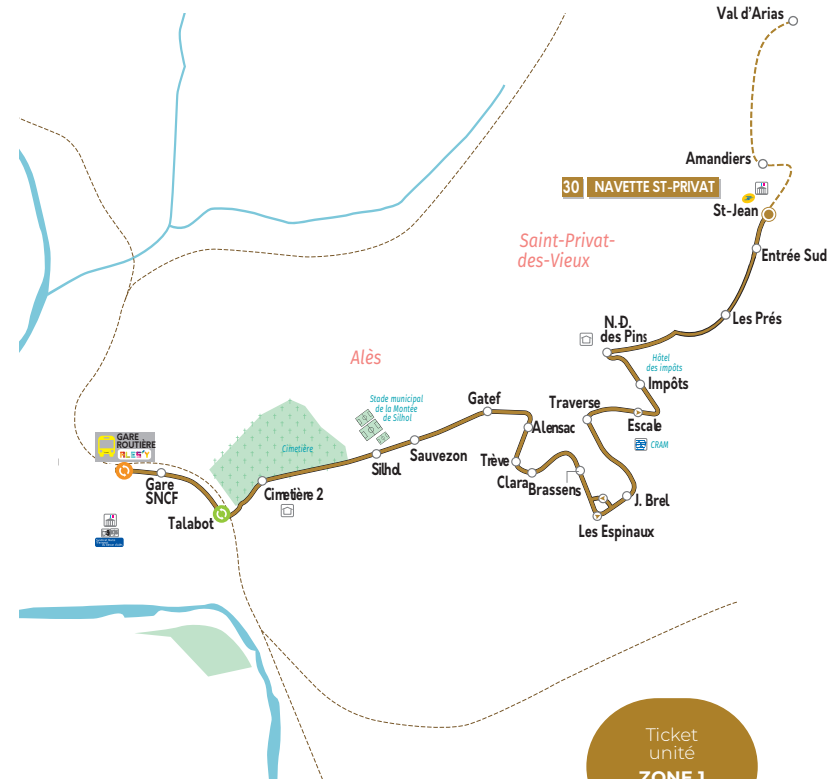 Val d'Arias
Amandiers
30 NAVETTE ST-PRIVAT
St-Jean
Saint-Privat-
des-Vieux
Entrée Sud
Les Prés
N.-D.
des Pins
Hôtel
des impôts
Impôts
Alès
Stade municipal
de la Montée
de Silhol
Gatef
Traverse
Escale
CRAM
Alensac
Sauvezon
Silhol
Cimetière
Trève
Clara
Brassens
J. Brel
Les Espinaux
GARE
ROUTIÈRE
ALES'Y
Gare
SNCF
Cimetière 2
Talabot
Ticket
unité
ZONE 1